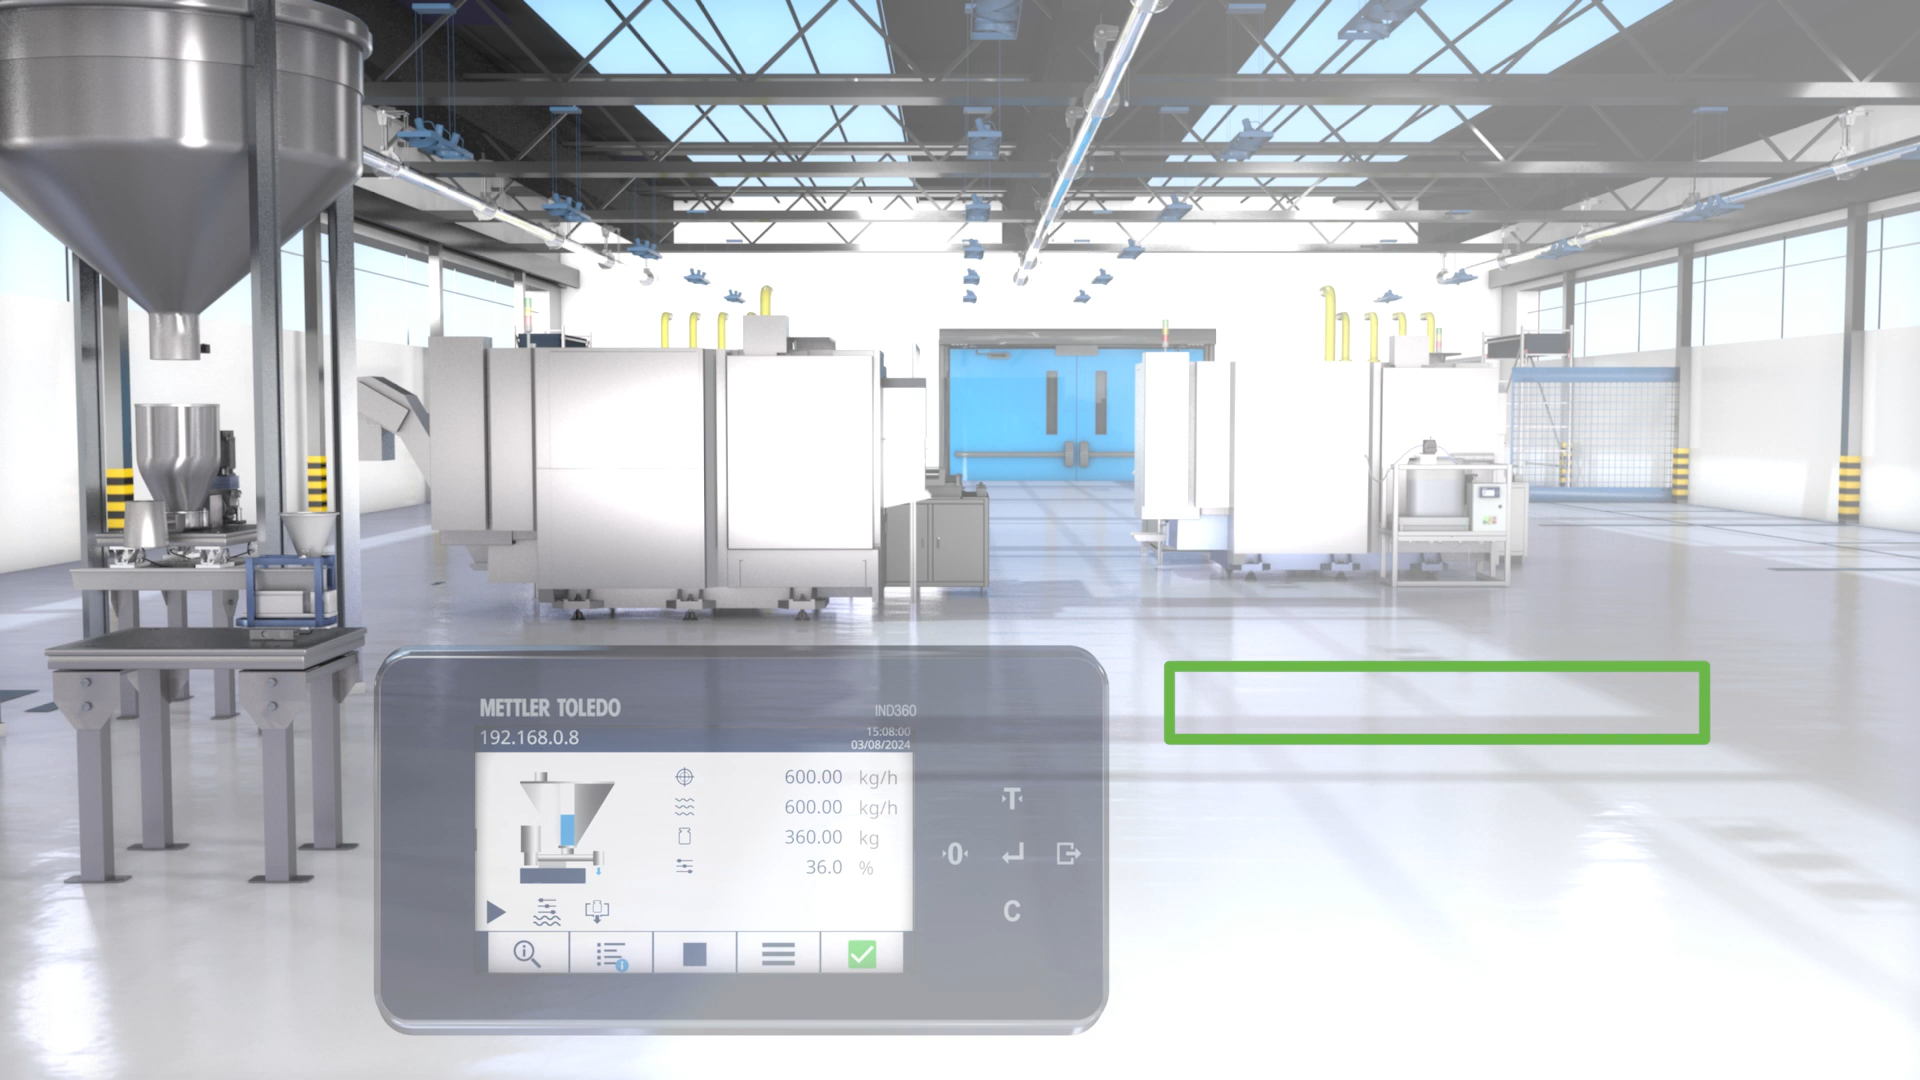 METTLER TOLEDO
IND360
192.168.0.8
15:08:00
03/08/2024
600.00 kg/h
600.00 kg/h
360.00 kg
36.0 %
T
0
C